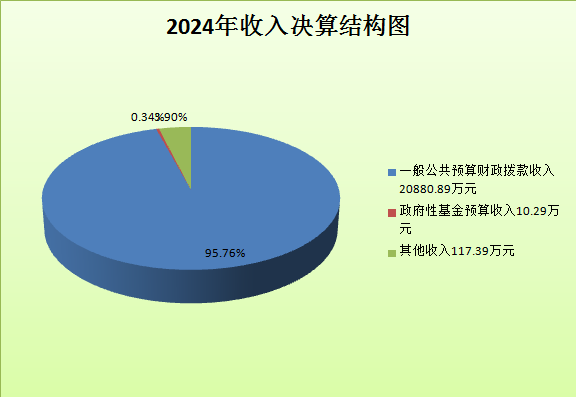 2024年收入决算结构图
0.34%
3.90%
95.76%
一般公共预算财政拨款收入
20880.89万元
政府性基金预算收入10.29万
元
其他收入117.39万元